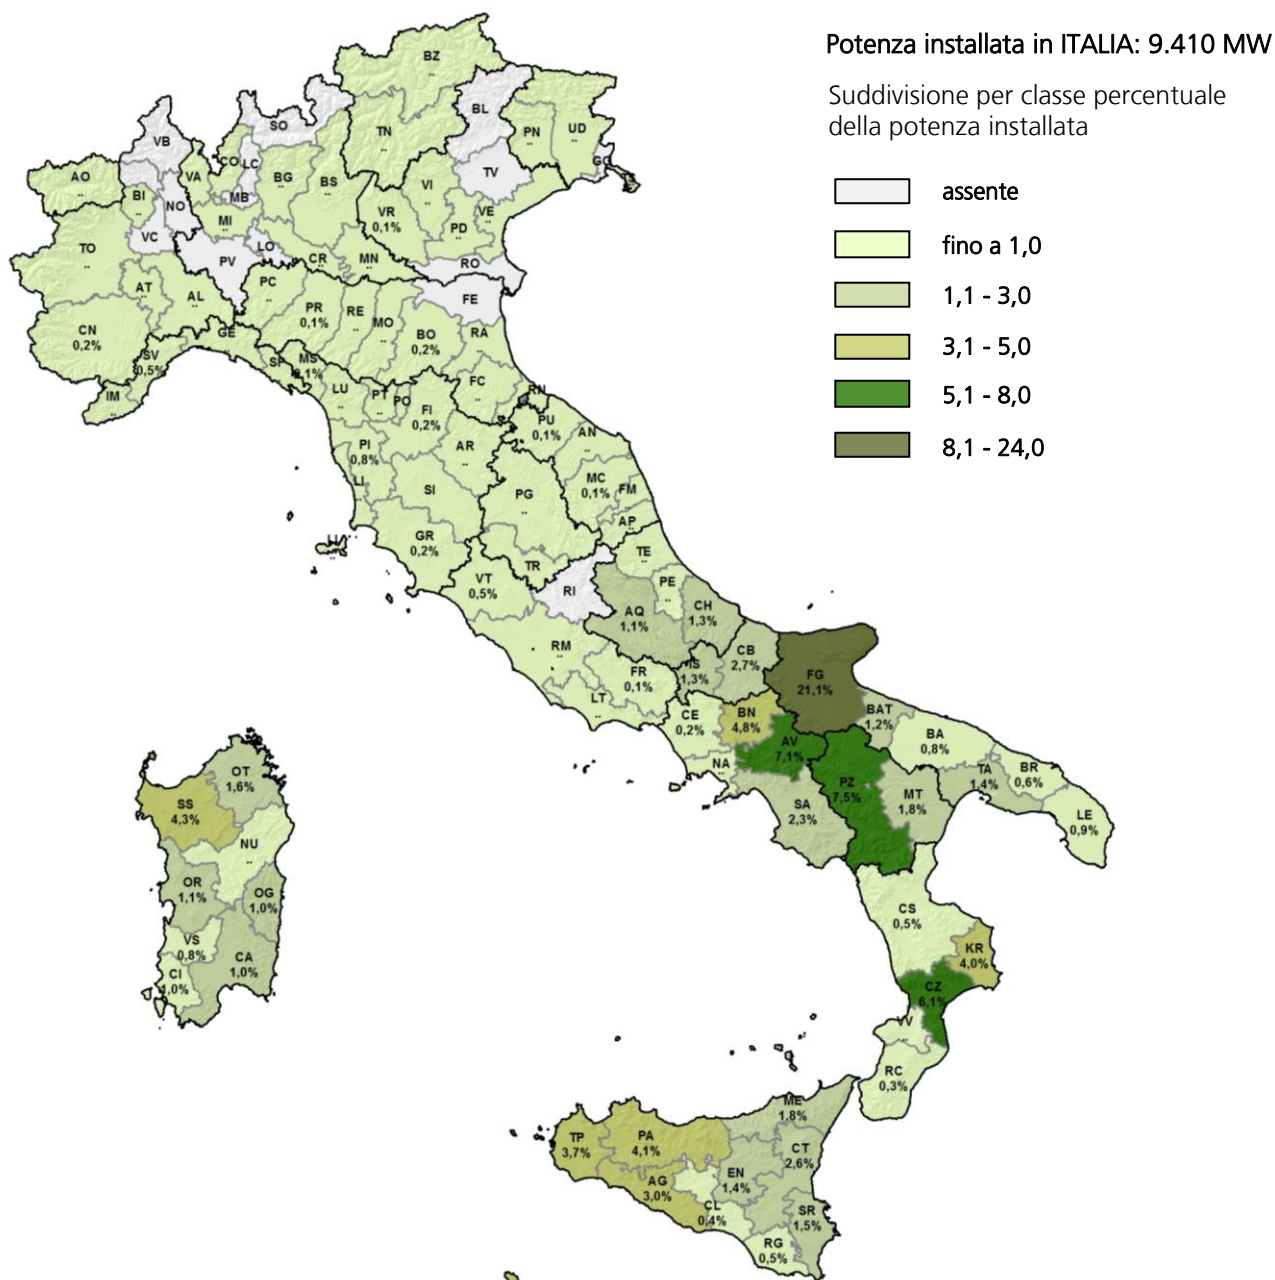 Potenza installata in ITALIA: 9.410 MW
Suddivisione per classe percentuale
della potenza installata
assente
fino a 1,0
1,1 - 3,0
3,1 - 5,0
5,1 - 8,0
8,1 - 24,0
BZ
..
BL
TN
..
PN
..
UD
..
GO
SO
VB
CO
LC
VA
..
BG
..
BS
..
TV
AO
..
BI
..
NO
MB
MI
..
VI
..
VR
0,1%
VE
..
PD
..
VC
TO
..
PV
LO
CR
..
MN
..
RO
FE
AT
..
AL
..
PC
..
PR
0,1%
RE
..
MO
..
BO
0,2%
RA
..
CN
0,2%
GE
..
SV
0,5%
SP
MS
0,1%
IM
..
LU
..
PT
..
PO
FI
0,2%
FC
..
RN
PU
0,1%
AN
..
PI
0,8%
LI
AR
..
SI
PG
..
MC
0,1%
FM
..
AP
..
GR
0,2%
LI
..
TE
..
TR
..
VT
0,5%
RI
PE
..
AQ
1,1%
CH
1,3%
RM
..
FR
0,1%
IS
1,3%
CB
2,7%
FG
21,1%
LT
..
CE
0,2%
BN
4,8%
BAT
1,2%
AV
7,1%
BA
0,8%
NA
..
PZ
7,5%
MT
1,8%
TA
1,4%
BR
0,6%
SA
2,3%
LE
0,9%
OT
1,6%
SS
4,3%
NU
..
OR
1,1%
OG
1,0%
VS
0,8%
CA
1,0%
CI
1,0%
CS
0,5%
KR
4,0%
CZ
6,1%
VV
..
RC
0,3%
ME
1,8%
TP
3,7%
PA
4,1%
CT
2,6%
AG
3,0%
EN
1,4%
CL
0,4%
SR
1,5%
RG
0,5%